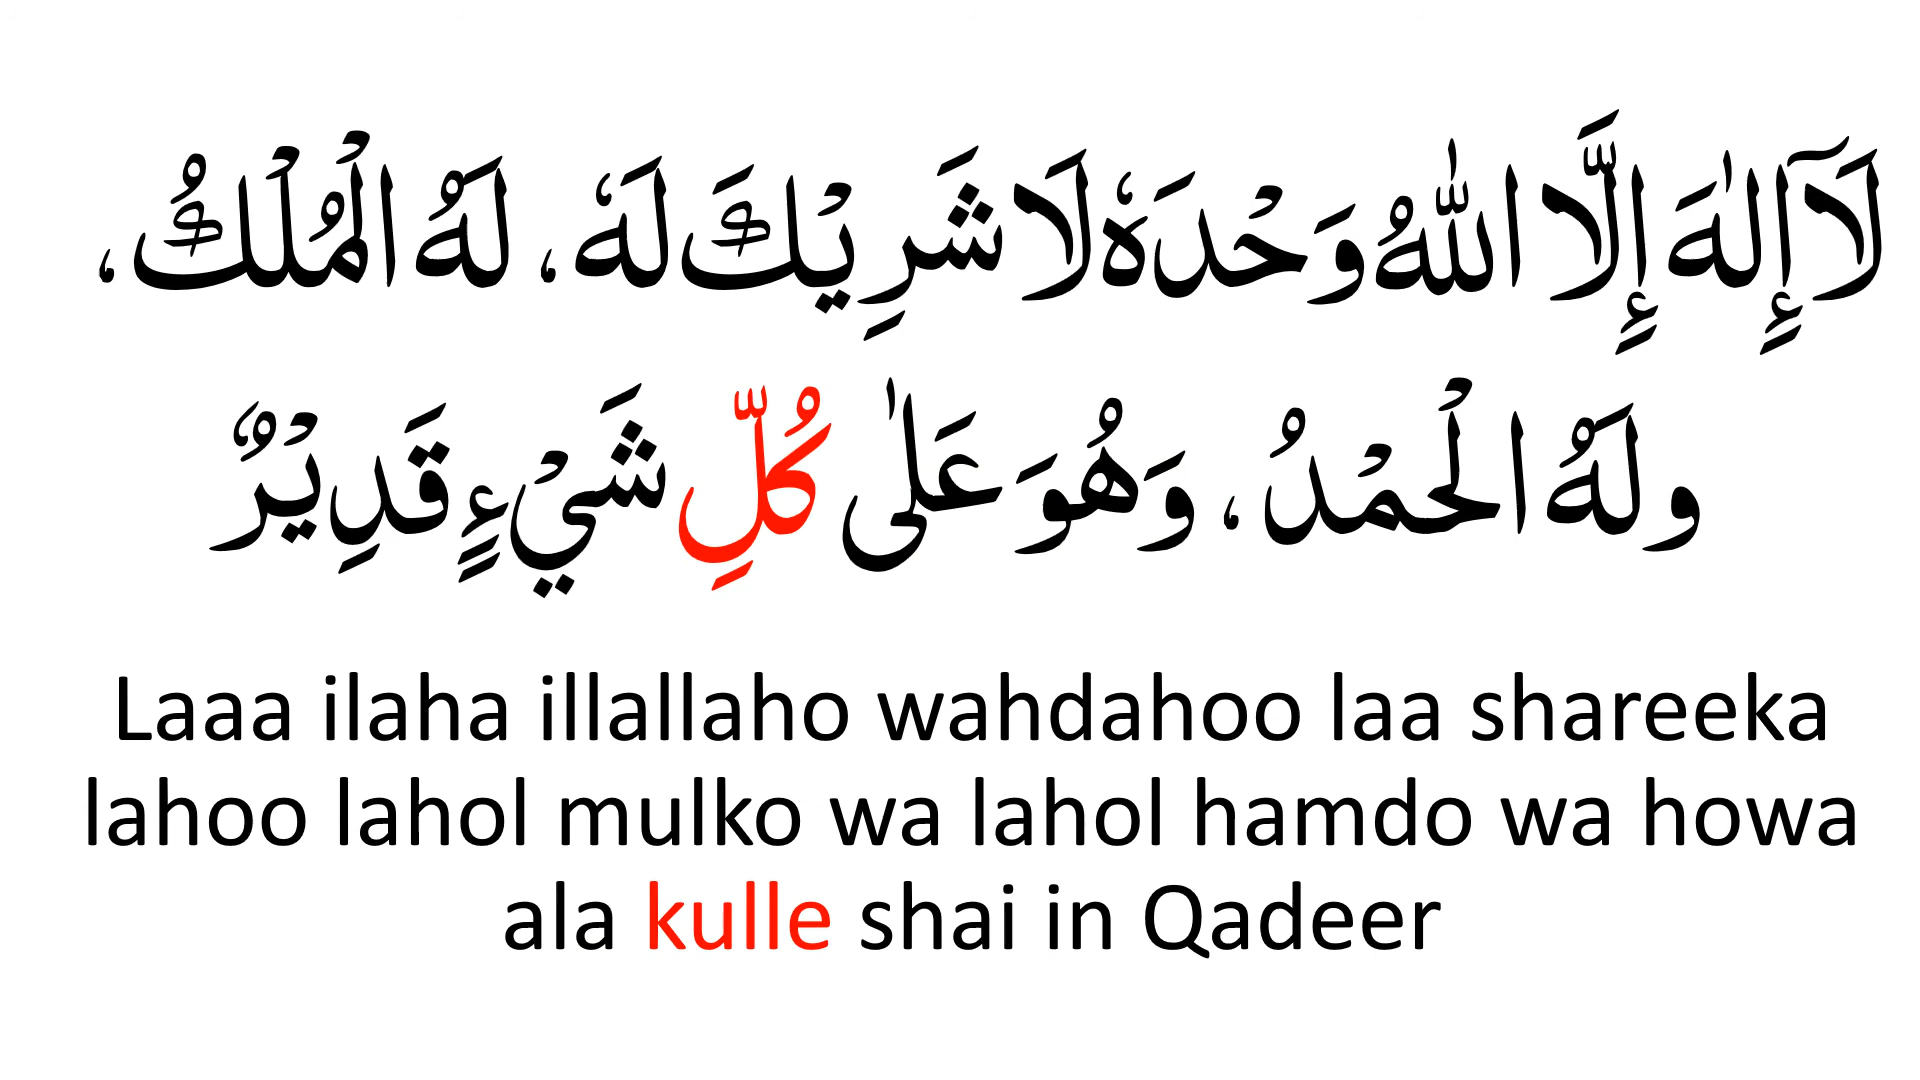 لَآ إِلٰهَ إِلَّا اللّٰهُ وَحْدَهٗ لَا شَرِيْكَ لَهٗ، لَهُ الْمُلْكُ،
ولَهُ الْحَمْدُ، وَهُوَ عَلٰى كُلِّ شَيْءٍ قَدِيْرٌ
Laaa ilaha illallaho wahdahoo laa shareeka
lahoo lahol mulko wa lahol hamdo wa howa
ala kulle shai in Qadeer